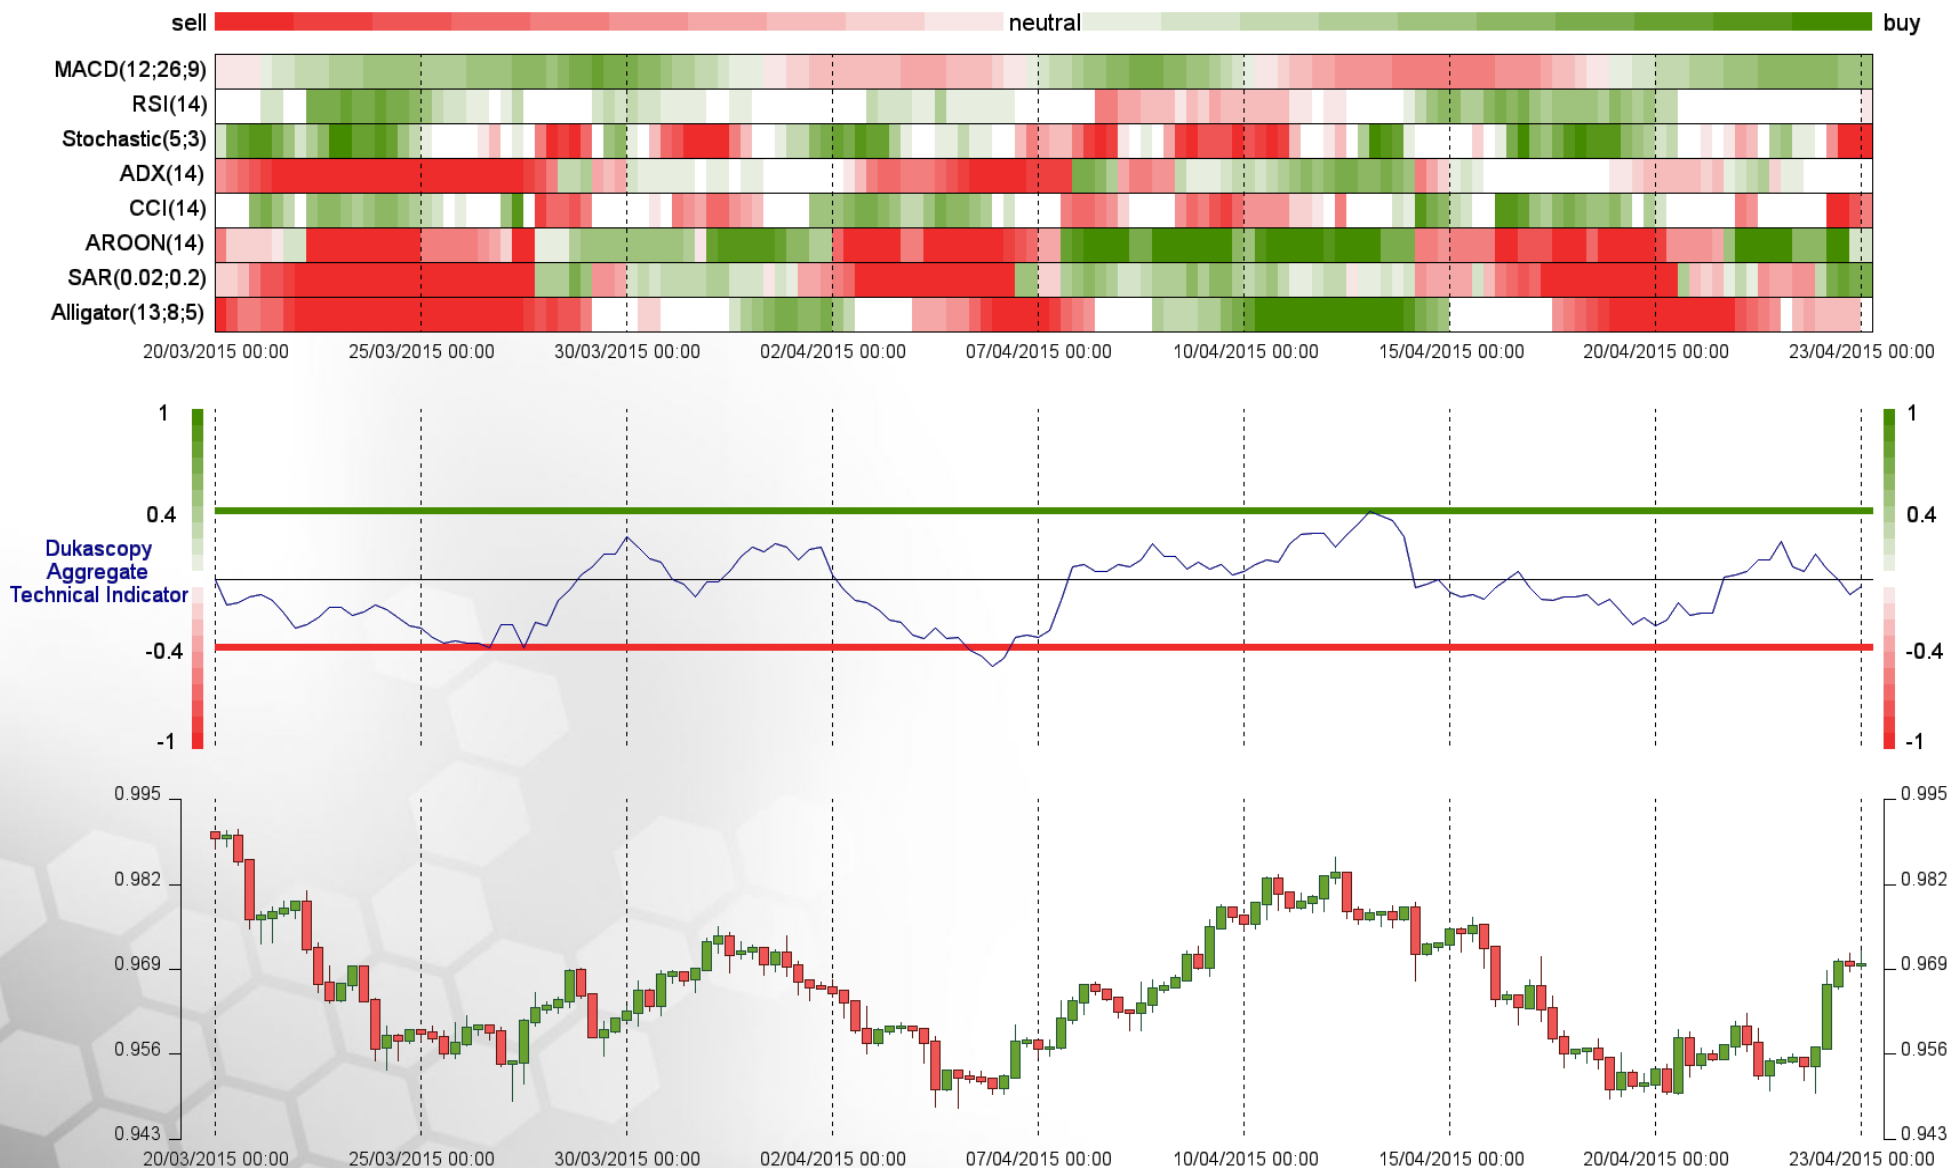 sell neutral buy
MACD(12;26;9)
RSI(14)
Stochastic(5;3)
ADX(14)
CCI(14)
AROON(14)
SAR(0.02;0.2)
Alligator(13;8;5)
20/03/2015 00:00 25/03/2015 00:00 30/03/2015 00:00 02/04/2015 00:00 07/04/2015 00:00 10/04/2015 00:00 15/04/2015 00:00 20/04/2015 00:00 23/04/2015 00:00
1 1
0.4 0.4
Dukascopy
Aggregate
Technical Indicator
-0.4 -0.4
-1 -1
0.995 0.995
0.982 0.982
0.969 0.969
0.956 0.956
0.943 0.943
20/03/2015 00:00 25/03/2015 00:00 30/03/2015 00:00 02/04/2015 00:00 07/04/2015 00:00 10/04/2015 00:00 15/04/2015 00:00 20/04/2015 00:00 23/04/2015 00:00